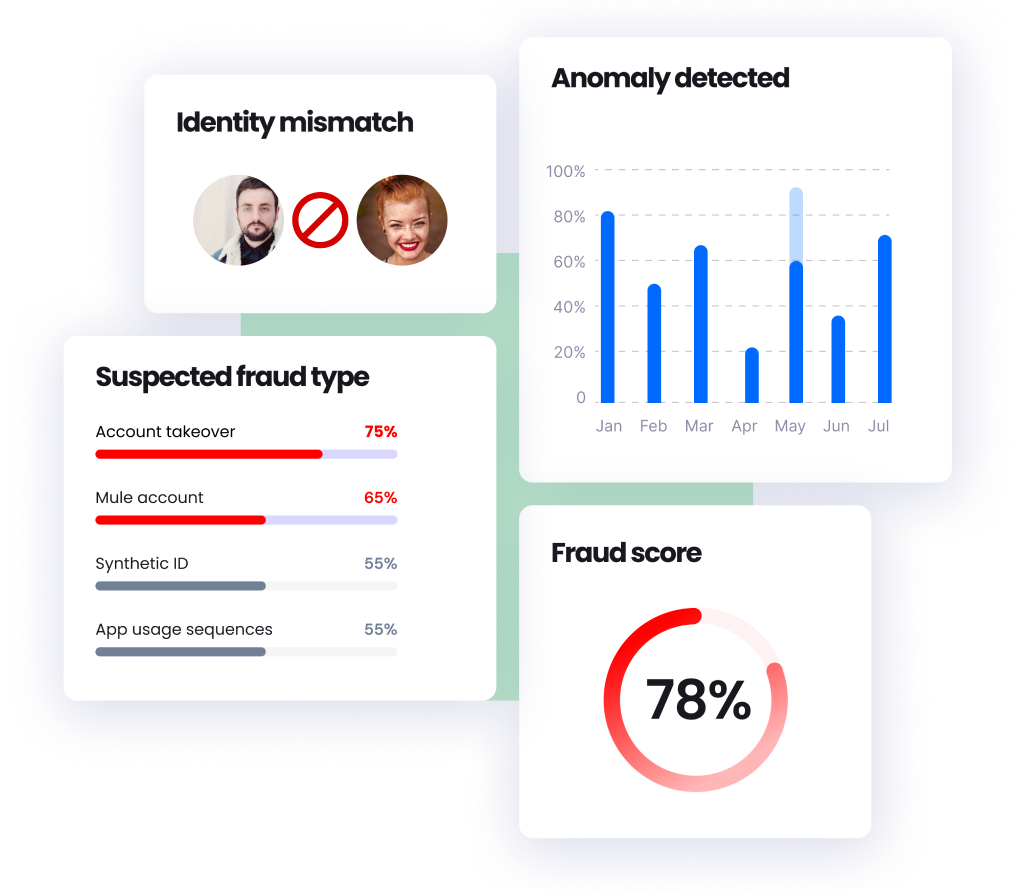 Identity mismatch
Anomaly detected
100%
80%
60%
40%
20%
0
Jan Feb Mar Apr May Jun Jul
Suspected fraud type
Account takeover 75%
Mule account 65%
Synthetic ID 55%
App usage sequences 55%
Fraud score
78%